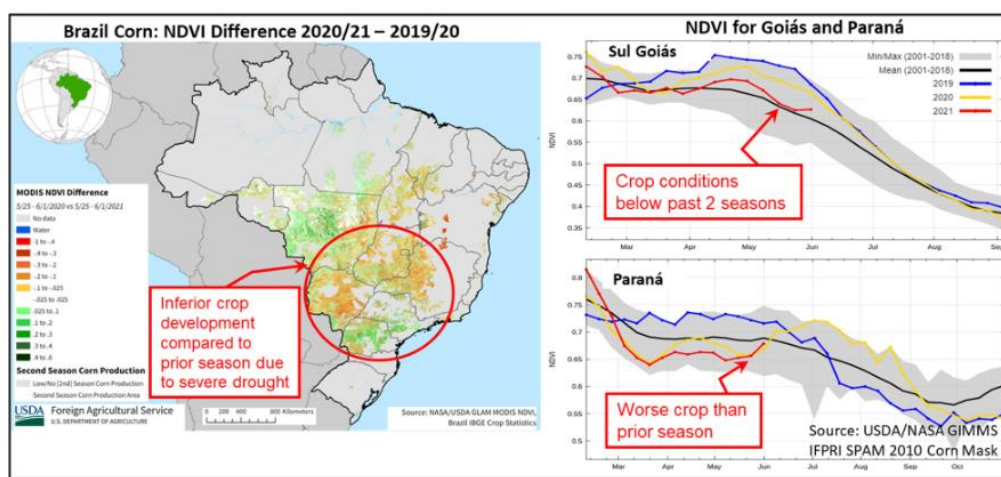 Brazil Corn: NDVI Difference 2020/21 – 2019/20
MODIS NDVI Difference
5/25 - 6/1/2020 vs 5/25 - 6/1/2021
No data
Water
-1 to -.4
-.4 to -.3
-.3 to -.2
-.2 to -.1
-.1 to -.025
-.025 to .025
.025 to .1
.1 to .2
.2 to .3
.3 to .4
.4 to .6
Second Season Corn Production
Low/No (2nd) Season Corn Production
Second Season Corn Production Area
USDA Foreign Agricultural Service
U.S. DEPARTMENT OF AGRICULTURE
0 200 400 600 Kilometers
Source: NASA/USDA GLAM MODIS NDVI,
Brazil IBGE Crop Statistics
Inferior crop
development
compared to
prior season due
to severe drought
NDVI for Goiás and Paraná
Sul Goiás
Min/Max (2001-2018)
Mean (2001-2018)
2019
2020
2021
NDVI
0.75
0.7
0.65
0.6
0.55
0.5
0.45
0.4
0.35
Mar Apr May Jun Jul Aug Sep
Crop conditions
below past 2 seasons
Paraná
NDVI
0.8
0.75
0.7
0.65
0.6
0.55
0.5
Mar Apr May Jun Jul Aug Sep Oct
Worse crop than
prior season
Source: USDA/NASA GIMMS
IFPRI SPAM 2010 Corn Mask